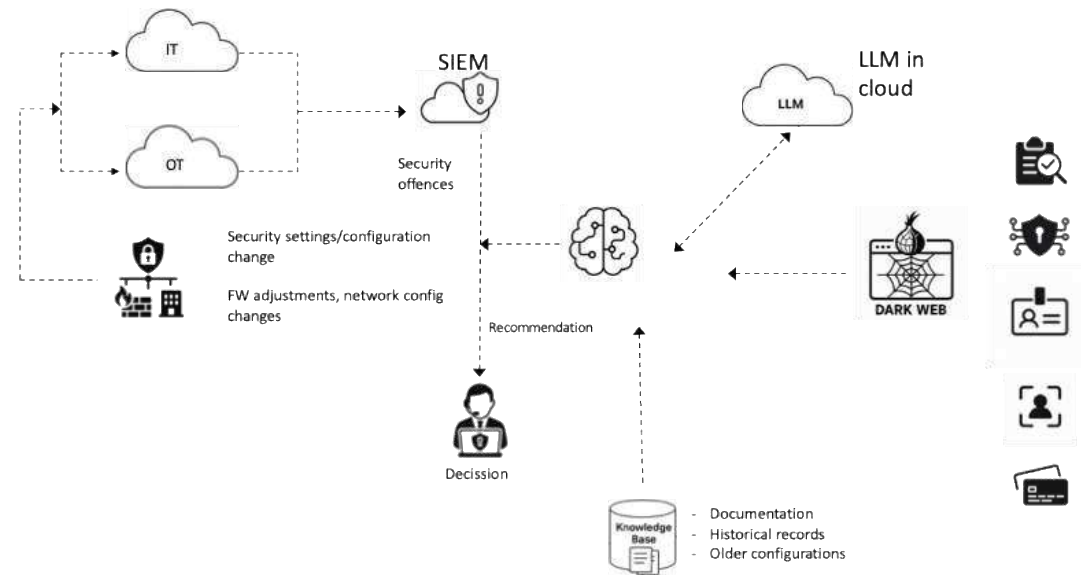 IT
SIEM
LLM in
cloud
LLM
OT
Security
offences
Security settings/configuration
change
FW adjustments, network config
changes
DARK WEB
Recommendation
Decission
Knowledge
Base
- Documentation
- Historical records
- Older configurations